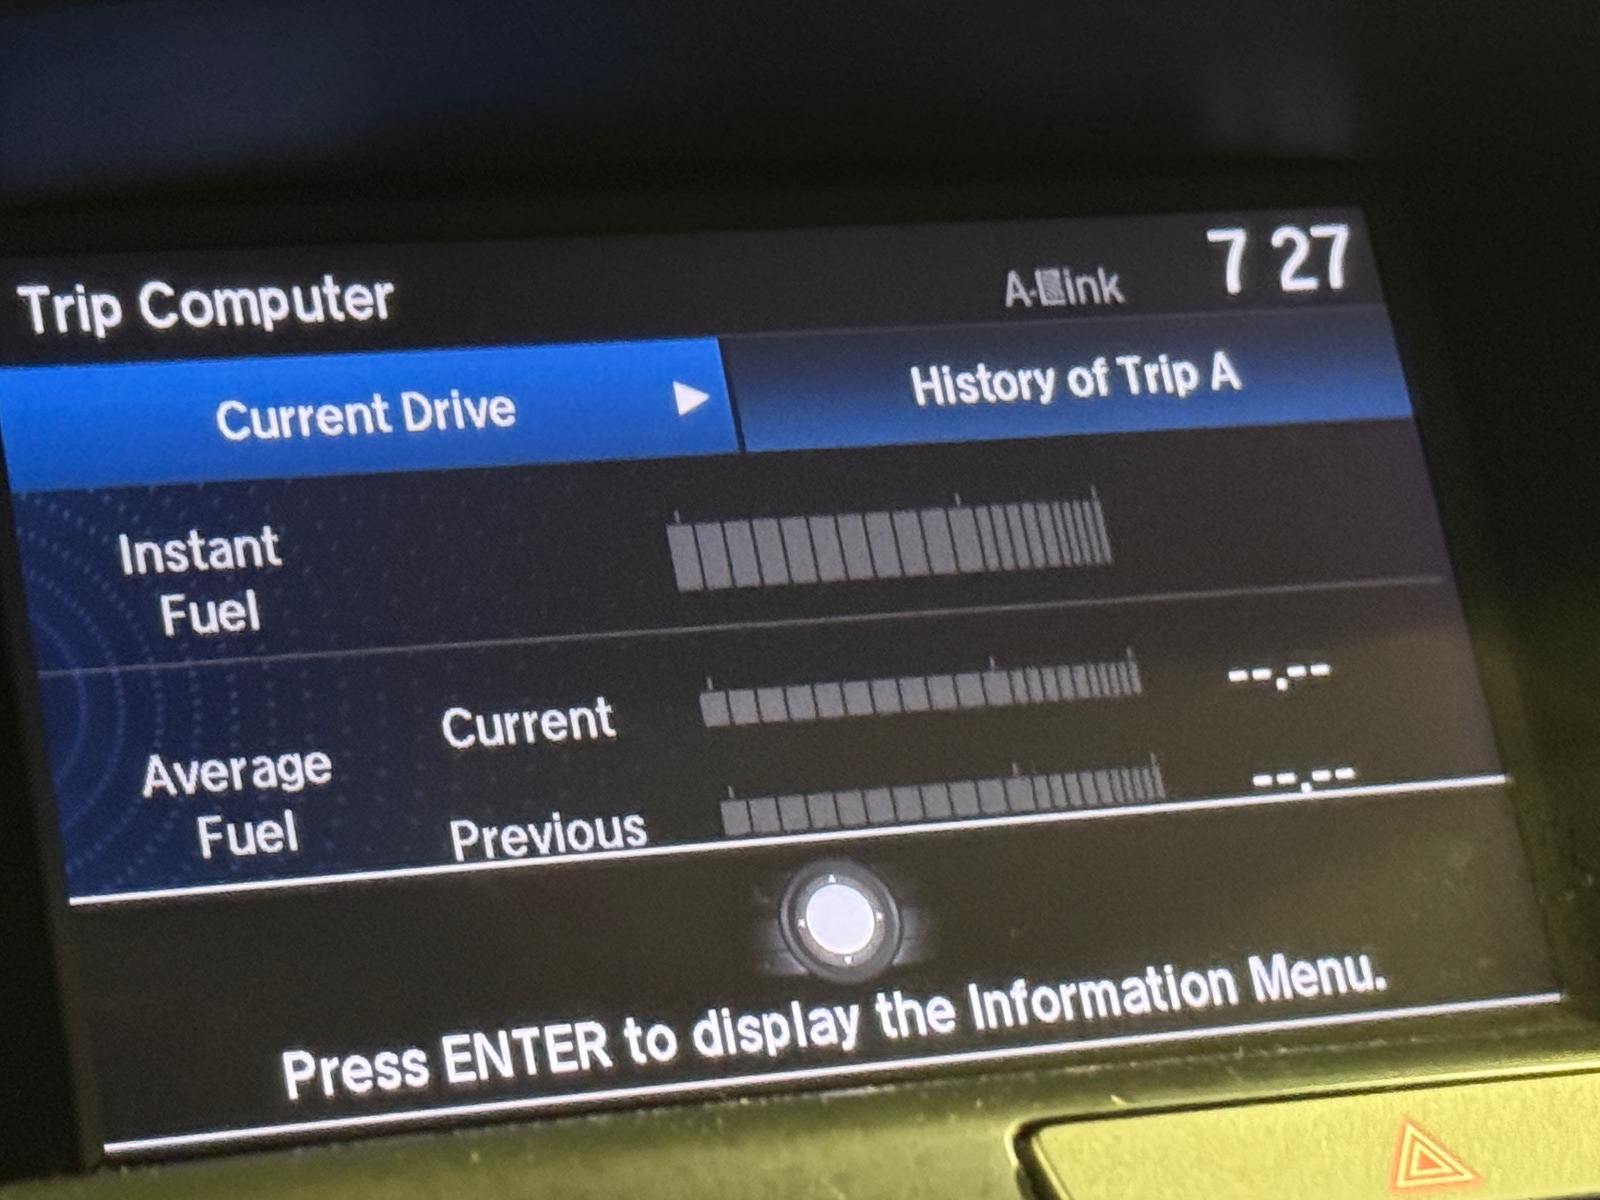 Trip Computer
A-Link
7 27
Current Drive
History of Trip A
Instant
Fuel
Average
Fuel
Current
--.--
Previous
--.--
Press ENTER to display the Information Menu.